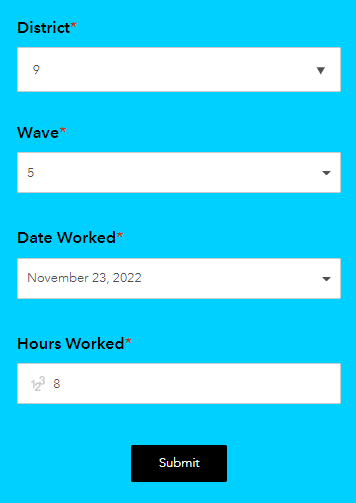 District*
9
Wave*
5
Date Worked*
November 23, 2022
Hours Worked*
123 8
Submit